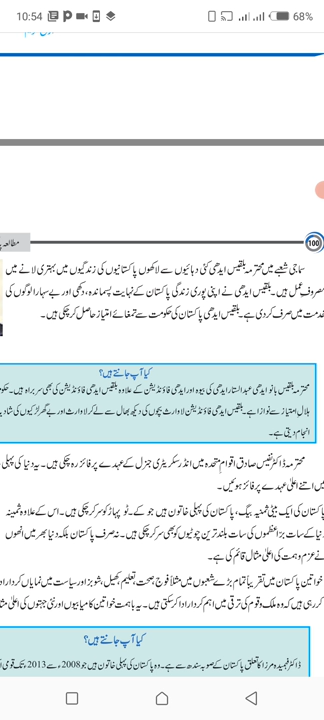 10:54
68%
مطالعہ
100
سماجی شعبے میں محترمہ بلقیس ایدھی کئی دہائیوں سے لاکھوں پاکستانیوں کی زندگیوں میں بہتری لانے میں
مصروفِ عمل ہیں۔ بلقیس ایدھی نے اپنی پوری زندگی پاکستان کے نہایت پسماندہ، دکھی اور بے سہارا لوگوں کی
خدمت میں صرف کر دی ہے۔ بلقیس ایدھی پاکستان کی حکومت سے تمغائے امتیاز حاصل کر چکی ہیں۔
کیا آپ جانتے ہیں؟
محترمہ بلقیس بانو ایدھی عبدالستار ایدھی کی بیوہ اور ایدھی فاؤنڈیشن کے علاوہ بلقیس ایدھی فاؤنڈیشن کی بھی سربراہ ہیں۔
ہلالِ امتیاز سے نوازا ہے۔ بلقیس ایدھی فاؤنڈیشن لاوارث بچوں کی دیکھ بھال سے لے کر لاوارث اور بے گھر لڑکیوں کی
انجام دیتی ہے۔
محترمہ ڈاکٹر نفیس صادق اقوامِ متحدہ میں انڈر سکریٹری جنرل کے عہدے پر فائز رہ چکی ہیں۔ یہ دنیا کی پہلی
میں اتنے اعلیٰ عہدے پر فائز ہوئیں۔
پاکستان کی ایک بیٹی ثمینہ بیگ، پاکستان کی پہلی خاتون ہیں جو کے۔ٹو پہاڑ کو سر کر چکی ہیں۔ اس کے علاوہ ثمینہ
دنیا کے سات براعظموں کی سات بلند ترین چوٹیوں کو بھی سر کر چکی ہیں۔ نہ صرف پاکستان بلکہ دنیا بھر میں انھوں
نے عزم و ہمت کی اعلیٰ مثال قائم کی ہے۔
خواتین پاکستان میں تقریباً تمام بڑے شعبوں میں مثلاً فوج، صحت، تعلیم، کھیل، شوبز اور سیاست میں نمایاں کردار
کر رہی ہیں کہ وہ ملک و قوم کی ترقی میں اہم کردار ادا کر سکتی ہیں۔ یہ باہمت خواتین کامیابیوں اور نئی جہتوں کی اعلیٰ
کیا آپ جانتے ہیں؟
ڈاکٹر فہمیدہ مرزا کا تعلق پاکستان کے صوبہ سندھ سے ہے۔ وہ پاکستان کی پہلی خاتون ہیں جو 2008ء سے 2013ء تک قومی